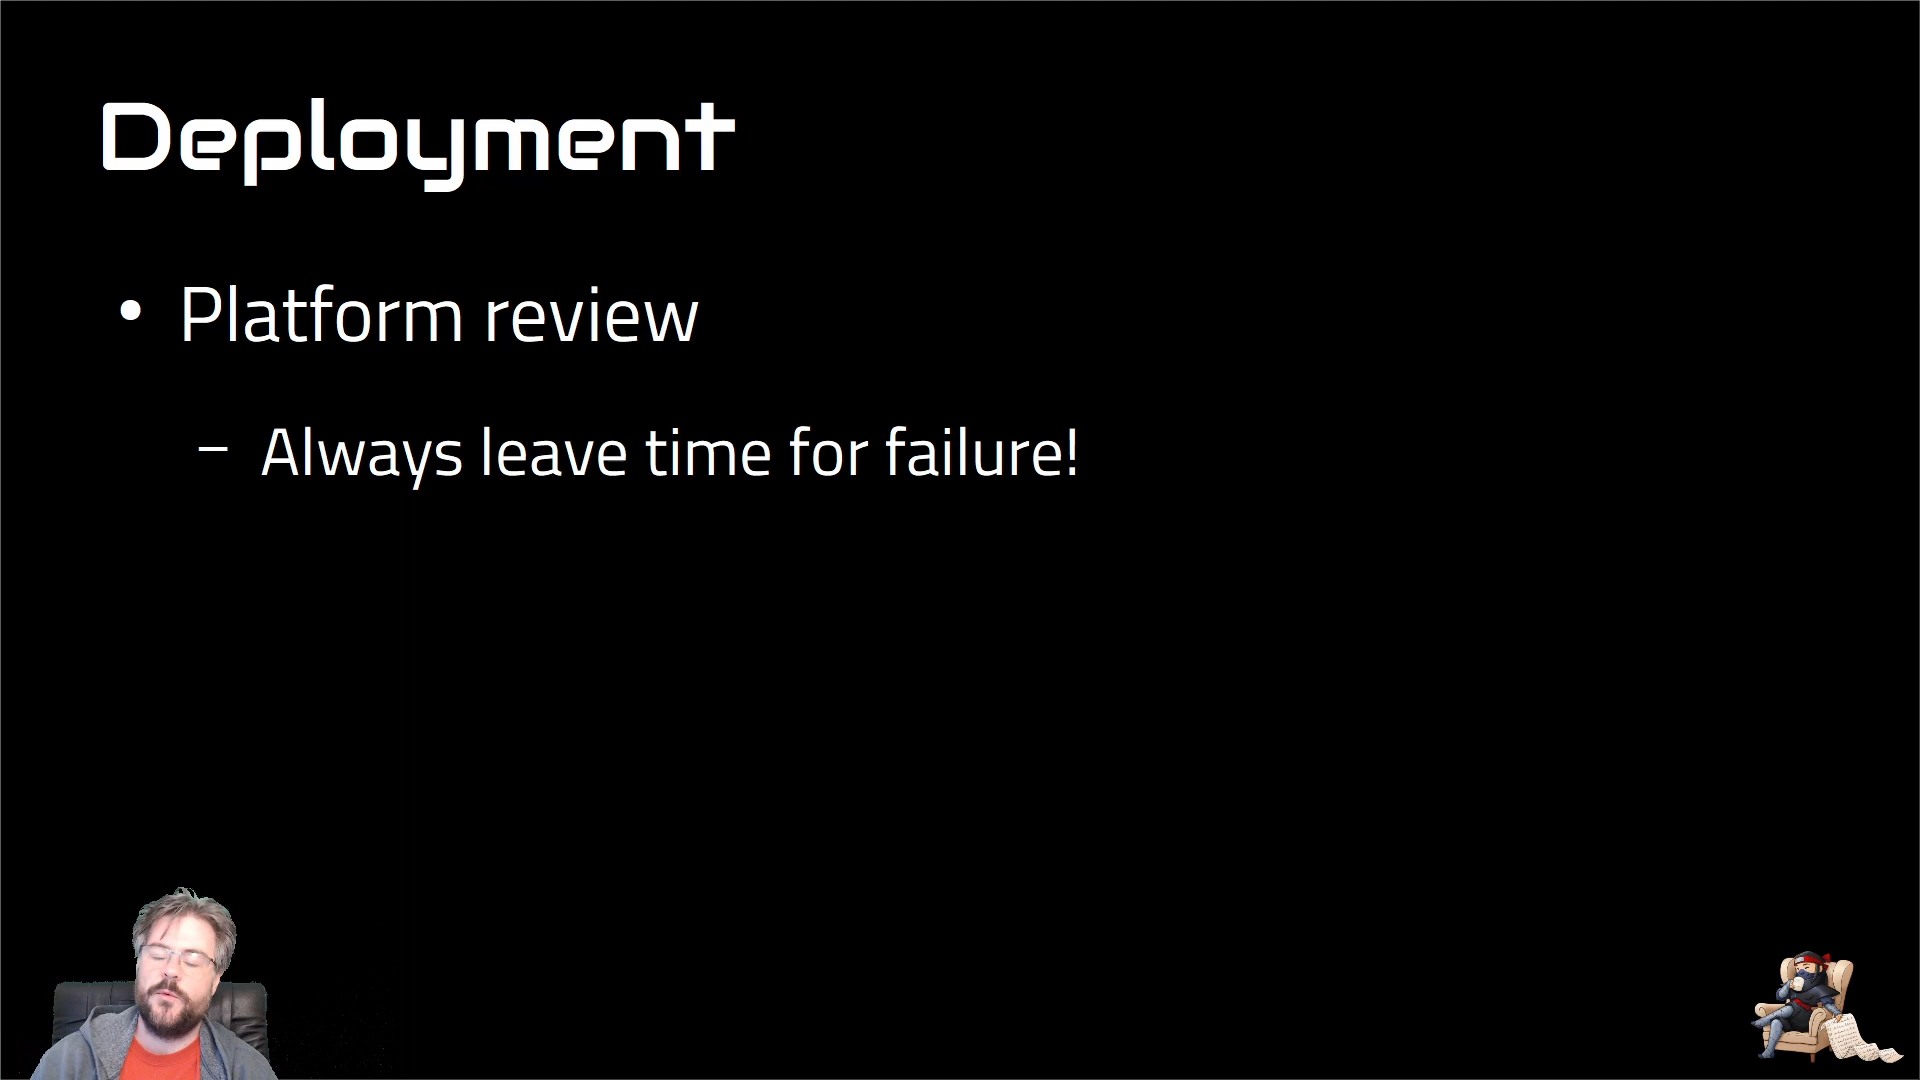 Deployment
• Platform review
– Always leave time for failure!